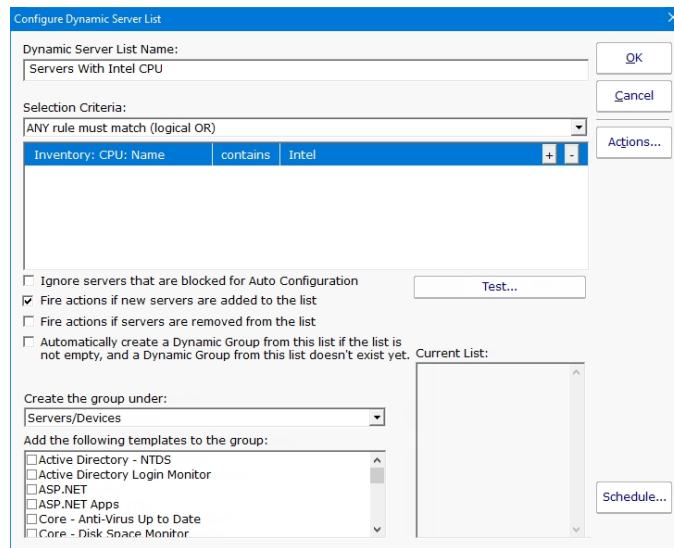 Configure Dynamic Server List
Dynamic Server List Name:
Servers With Intel CPU
OK
Cancel
Selection Criteria:
ANY rule must match (logical OR)
Actions...
Inventory: CPU: Name contains Intel + -
Ignore servers that are blocked for Auto Configuration
Test...
Fire actions if new servers are added to the list
Fire actions if servers are removed from the list
Automatically create a Dynamic Group from this list if the list is
not empty, and a Dynamic Group from this list doesn't exist yet.
Current List:
Create the group under:
Servers/Devices
Add the following templates to the group:
Active Directory - NTDS
Active Directory Login Monitor
ASP.NET
ASP.NET Apps
Core - Anti-Virus Up to Date
Core - Disk Space Monitor
Schedule...